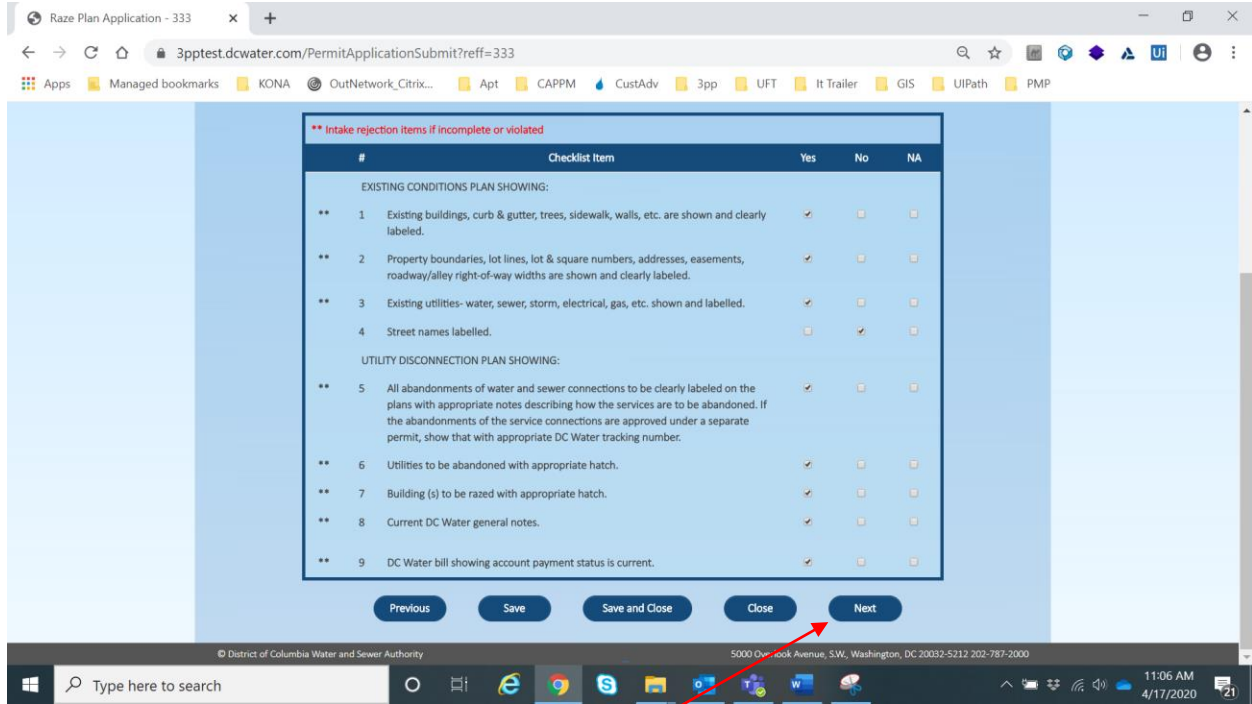 Raze Plan Application - 333
3pptest.dcwater.com/PermitApplicationSubmit?reff=333
Apps Managed bookmarks KONA OutNetwork_Citrix... Apt CAPPM CustAdv 3pp UFT It Trailer GIS UIPath PMP
** Intake rejection items if incomplete or violated
# Checklist Item Yes No NA
EXISTING CONDITIONS PLAN SHOWING:
** 1 Existing buildings, curb & gutter, trees, sidewalk, walls, etc. are shown and clearly
labeled.
** 2 Property boundaries, lot lines, lot & square numbers, addresses, easements,
roadway/alley right-of-way widths are shown and clearly labeled.
** 3 Existing utilities- water, sewer, storm, electrical, gas, etc. shown and labelled.
4 Street names labelled.
UTILITY DISCONNECTION PLAN SHOWING:
** 5 All abandonments of water and sewer connections to be clearly labeled on the
plans with appropriate notes describing how the services are to be abandoned. If
the abandonments of the service connections are approved under a separate
permit, show that with appropriate DC Water tracking number.
** 6 Utilities to be abandoned with appropriate hatch.
** 7 Building (s) to be razed with appropriate hatch.
** 8 Current DC Water general notes.
** 9 DC Water bill showing account payment status is current.
Previous Save Save and Close Close Next
© District of Columbia Water and Sewer Authority 5000 Overlook Avenue, S.W., Washington, DC 20032-5212 202-787-2000
Type here to search
11:06 AM
4/17/2020
21